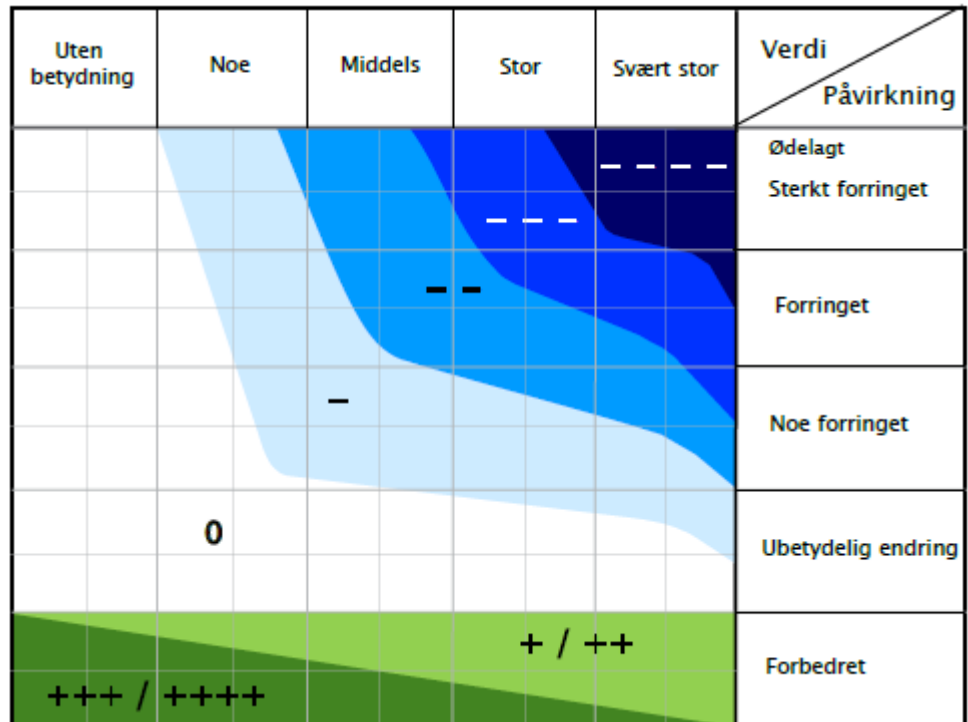 Uten
betydning
Noe
Middels
Stor
Svært stor
Verdi
Påvirkning
Ødelagt
Sterkt forringet
– – – –
– – –
Forringet
– –
Noe forringet
–
Ubetydelig endring
0
Forbedret
+ / ++
+++ / ++++